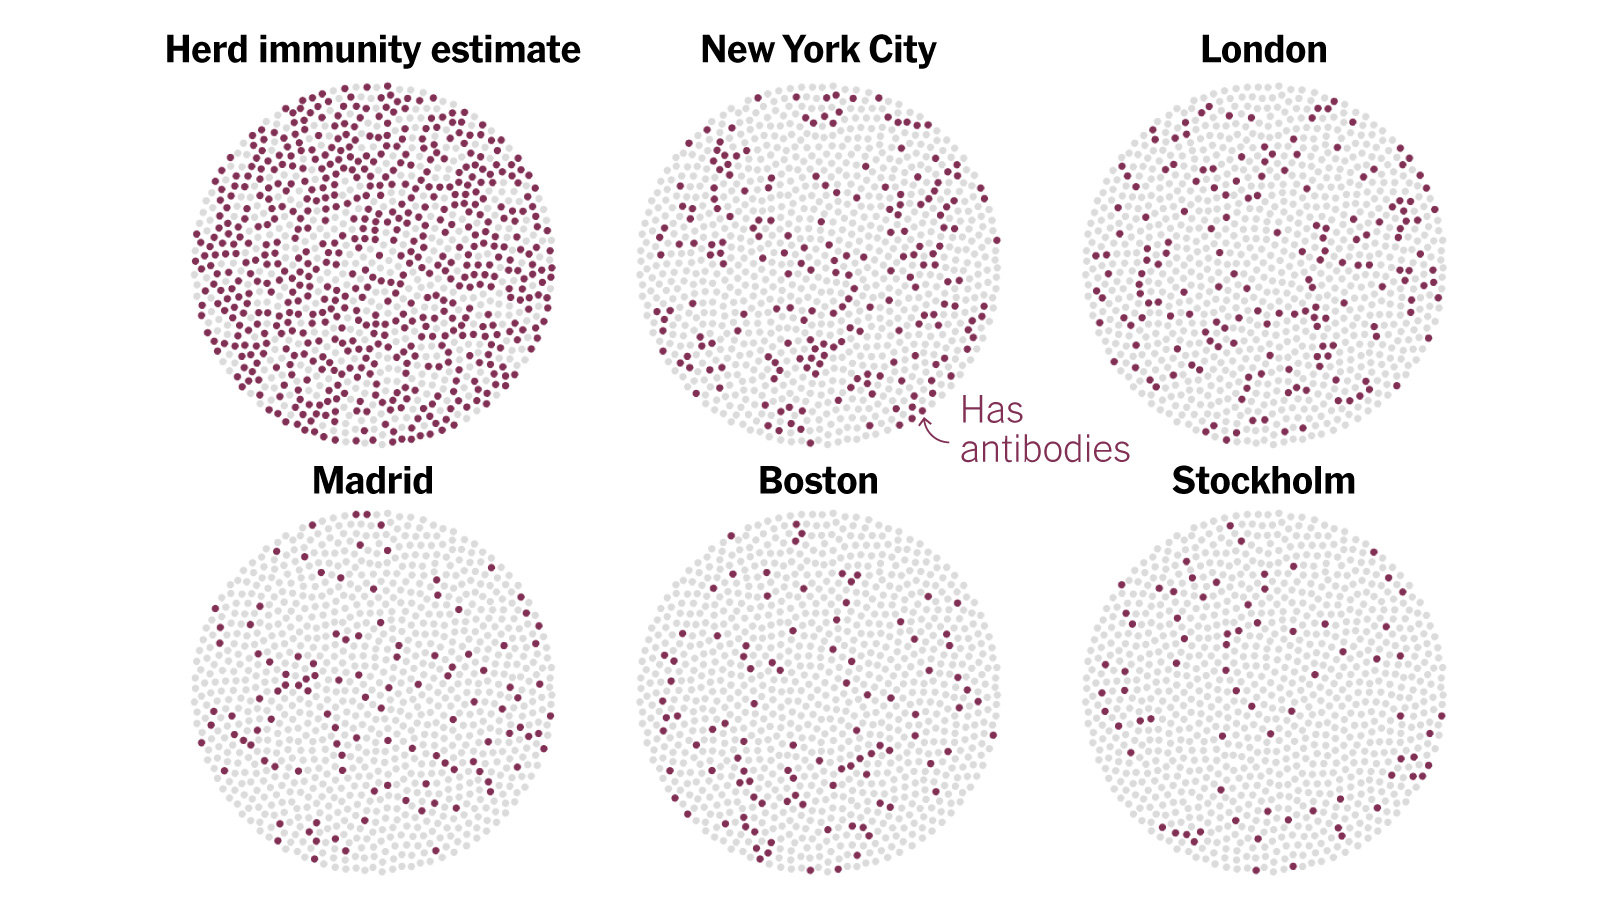 Herd immunity estimate
New York City
London
Has
antibodies
Madrid
Boston
Stockholm